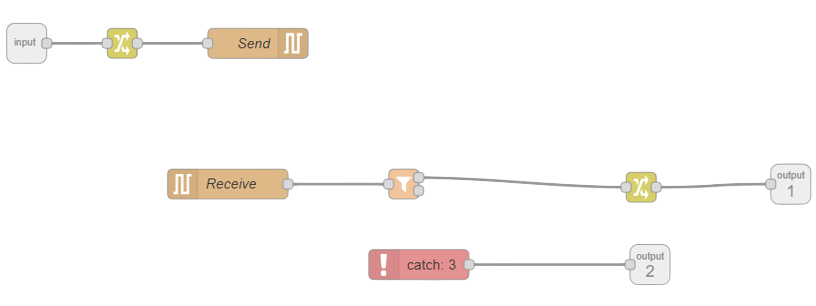 input
Send
Receive
output
1
catch: 3
output
2